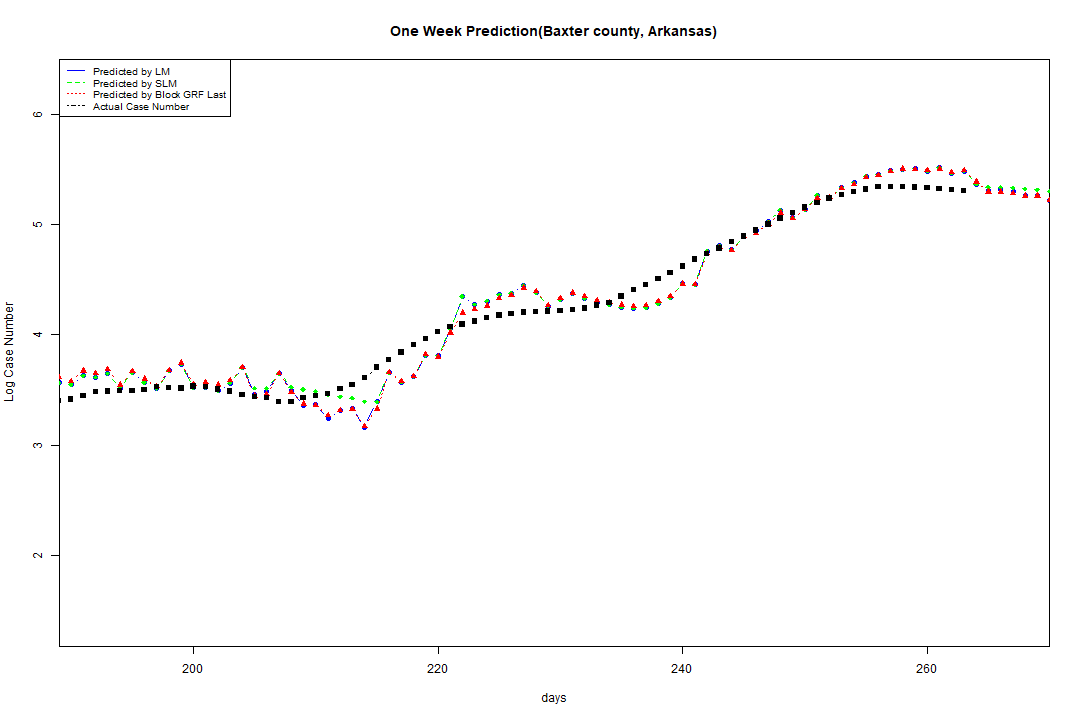 One Week Prediction(Baxter county, Arkansas)
Predicted by LM
Predicted by SLM
Predicted by Block GRF Last
Actual Case Number
6
5
4
3
2
Log Case Number
200 220 240 260
days